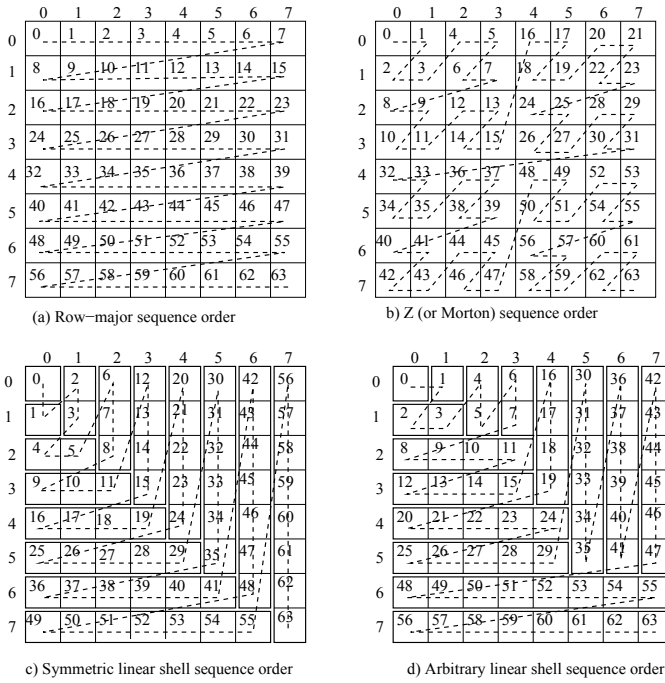 0 1 2 3 4 5 6 7
0 0 1 2 3 4 5 6 7
1 8 9 10 11 12 13 14 15
2 16 17 18 19 20 21 22 23
3 24 25 26 27 28 29 30 31
4 32 33 34 35 36 37 38 39
5 40 41 42 43 44 45 46 47
6 48 49 50 51 52 53 54 55
7 56 57 58 59 60 61 62 63
(a) Row−major sequence order
0 1 2 3 4 5 6 7
0 0 1 4 5 16 17 20 21
1 2 3 6 7 18 19 22 23
2 8 9 12 13 24 25 28 29
3 10 11 14 15 26 27 30 31
4 32 33 36 37 48 49 52 53
5 34 35 38 39 50 51 54 55
6 40 41 44 45 56 57 60 61
7 42 43 46 47 58 59 62 63
b) Z (or Morton) sequence order
0 1 2 3 4 5 6 7
0 0 2 6 12 20 30 42 56
1 1 3 7 13 21 31 43 57
2 4 5 8 14 22 32 44 58
3 9 10 11 15 23 33 45 59
4 16 17 18 19 24 34 46 60
5 25 26 27 28 29 35 47 61
6 36 37 38 39 40 41 48 62
7 49 50 51 52 53 54 55 63
c) Symmetric linear shell sequence order
0 1 2 3 4 5 6 7
0 0 1 4 6 16 30 36 42
1 2 3 5 7 17 31 37 43
2 8 9 10 11 18 32 38 44
3 12 13 14 15 19 33 39 45
4 20 21 22 23 24 34 40 46
5 25 26 27 28 29 35 41 47
6 48 49 50 51 52 53 54 55
7 56 57 58 59 60 61 62 63
d) Arbitrary linear shell sequence order